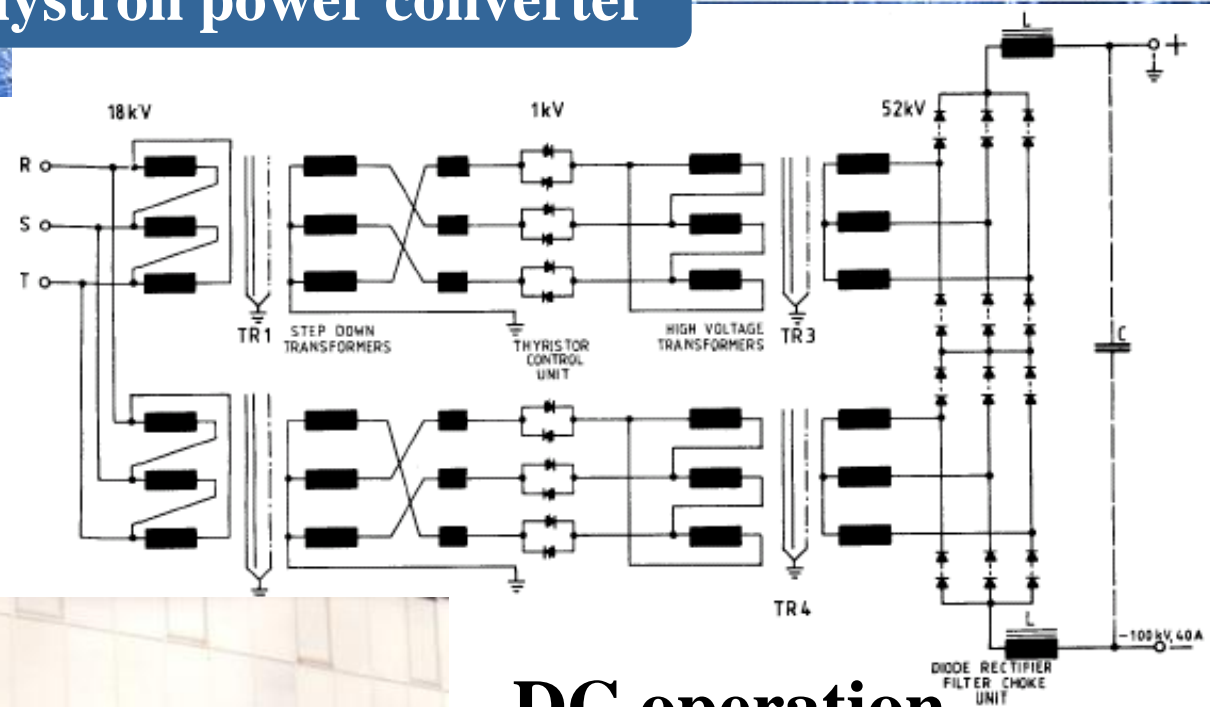 lystron power converter
L
+
18kV
1kV
52kV
R
S
T
TR1
STEP DOWN
TRANSFORMERS
THYRISTOR
CONTROL
UNIT
HIGH VOLTAGE
TRANSFORMERS
TR3
C
TR4
L
-100kV, 40A
DIODE RECTIFIER
FILTER CHOKE
UNIT
DC operation